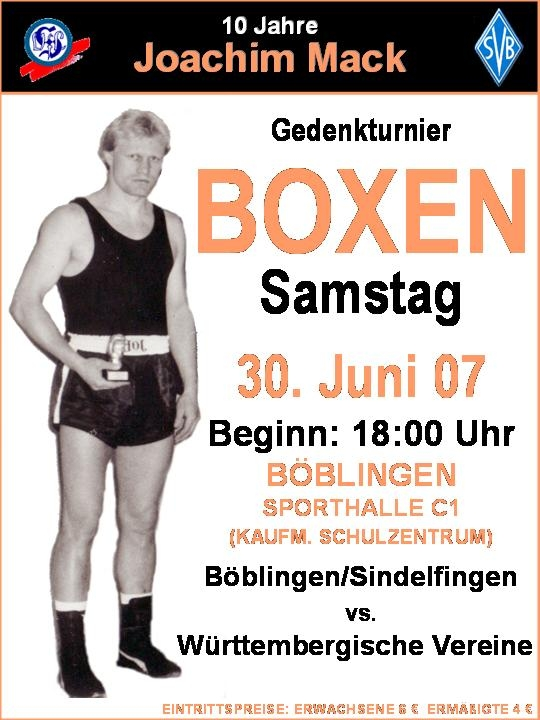 10 Jahre
Joachim Mack
SVB
Gedenkturnier
BOXEN
Samstag
30. Juni 07
Beginn: 18:00 Uhr
BÖBLINGEN
SPORTHALLE C1
(KAUFM. SCHULZENTRUM)
Böblingen/Sindelfingen
vs.
Württembergische Vereine
EINTRITTSPREISE: ERWACHSENE 6 € ERMÄßIGTE 4 €